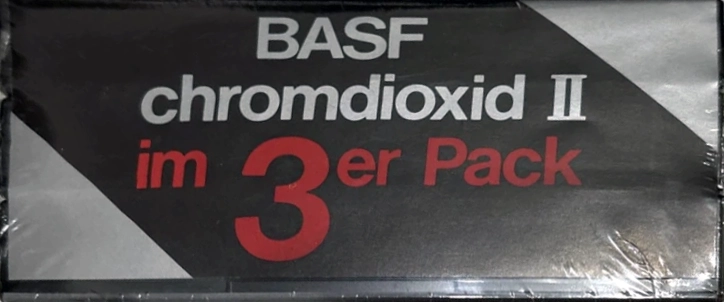 BASF
chromdioxid II
im 3er Pack